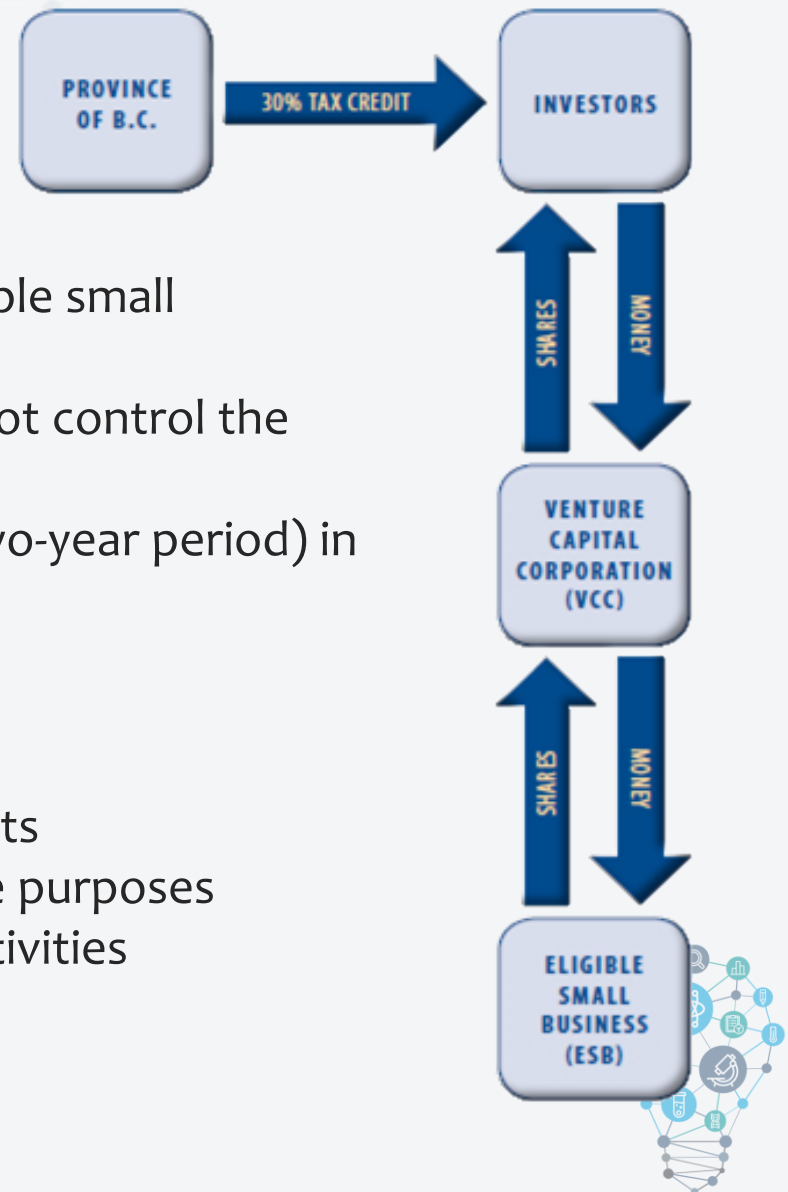 PROVINCE
OF B.C.
30% TAX CREDIT
INVESTORS
SHARES
MONEY
ple small
ot control the
VENTURE
CAPITAL
CORPORATION
(VCC)
vo-year period) in
SHARES
MONEY
ts
e purposes
tivities
ELIGIBLE
SMALL
BUSINESS
(ESB)